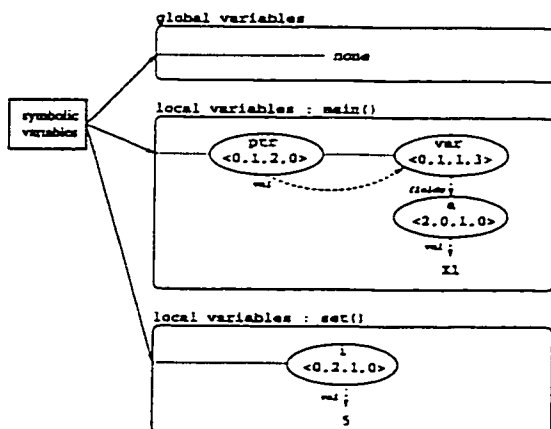 global variables
none
symbolic
variables
local variables : main()
ptr
<0.1.2.0>
val
var
<0.1.1.3>
fields
a
<2.0.1.0>
val
X1
local variables : set()
i
<0.2.1.0>
val
5